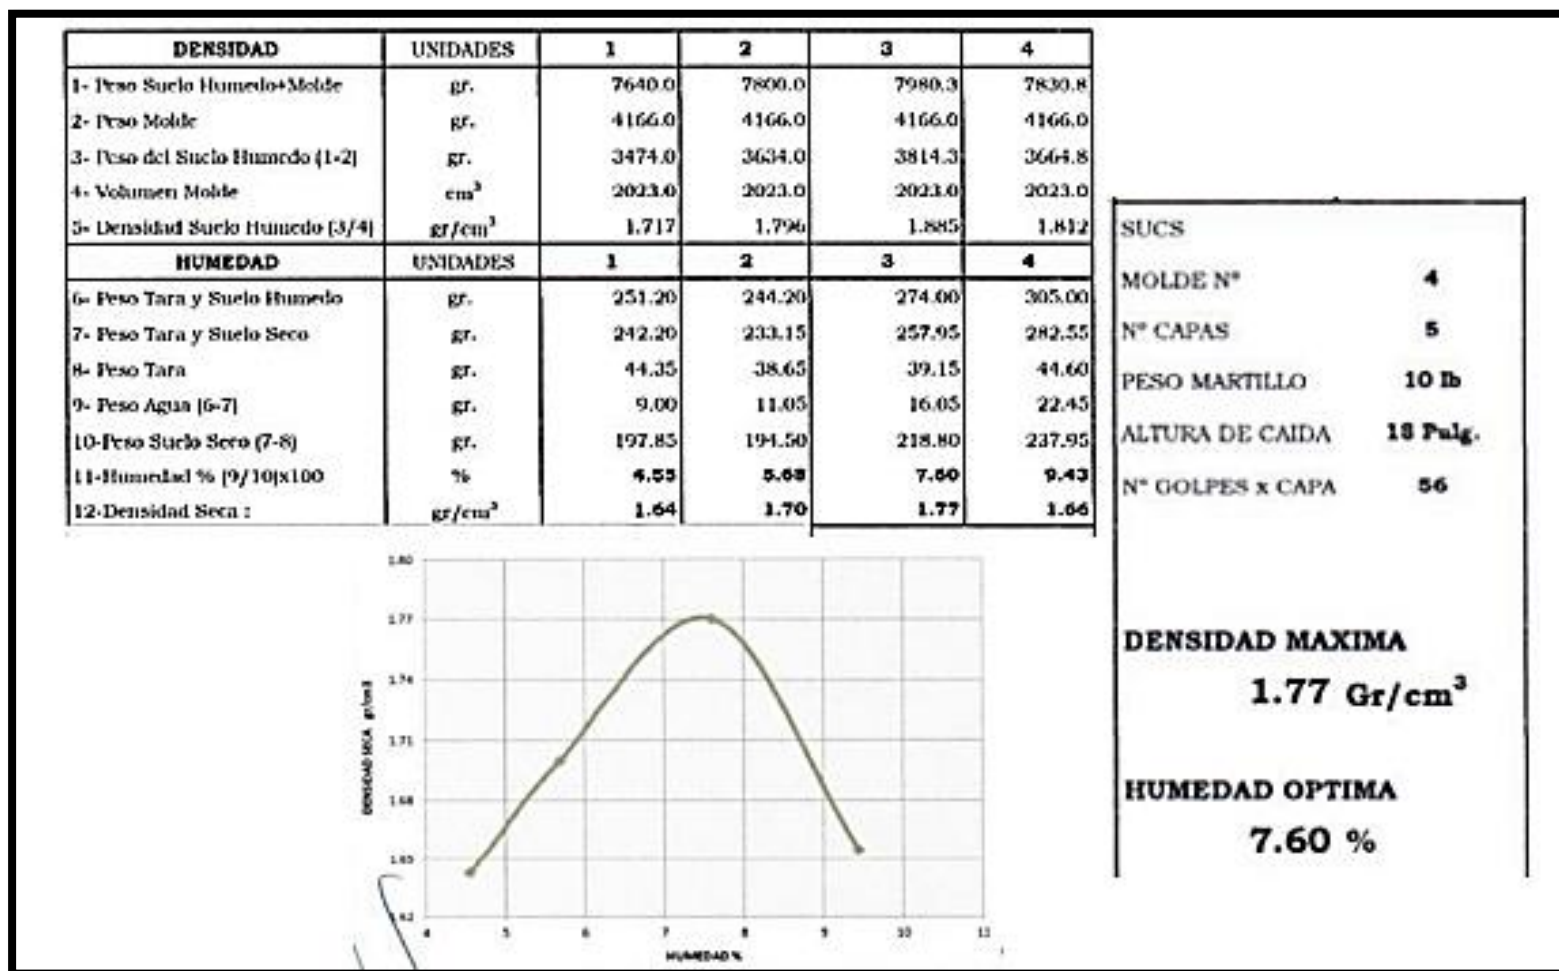 DENSIDAD UNIDADES 1 2 3 4
1- Peso Suelo Humedo+Molde gr. 7640.0 7800.0 7980.3 7830.8
2- Peso Molde gr. 4166.0 4166.0 4166.0 4166.0
3- Peso del Suelo Humedo (1-2) gr. 3474.0 3634.0 3814.3 3664.8
4- Volumen Molde cm³ 2023.0 2023.0 2023.0 2023.0
5- Densidad Suelo Humedo (3/4) gr/cm³ 1.717 1.796 1.885 1.812
HUMEDAD UNIDADES 1 2 3 4
6- Peso Tara y Suelo Humedo gr. 251.20 244.20 274.00 305.00
7- Peso Tara y Suelo Seco gr. 242.20 233.15 257.95 282.55
8- Peso Tara gr. 44.35 38.65 39.15 44.60
9- Peso Agua (6-7) gr. 9.00 11.05 16.05 22.45
10-Peso Suelo Seco (7-8) gr. 197.85 194.50 218.80 237.95
11-Humedad % (9/10)x100 % 4.55 5.68 7.60 9.43
12-Densidad Seca : gr/cm³ 1.64 1.70 1.77 1.66
SUCS
MOLDE Nº 4
Nº CAPAS 5
PESO MARTILLO 10 lb
ALTURA DE CAIDA 18 Pulg.
Nº GOLPES x CAPA 56
DENSIDAD MAXIMA
1.77 Gr/cm³
HUMEDAD OPTIMA
7.60 %
DENSIDAD SECA gr/cm3
1.80
1.77
1.74
1.71
1.68
1.65
1.62
4 5 6 7 8 9 10 11
HUMEDAD %